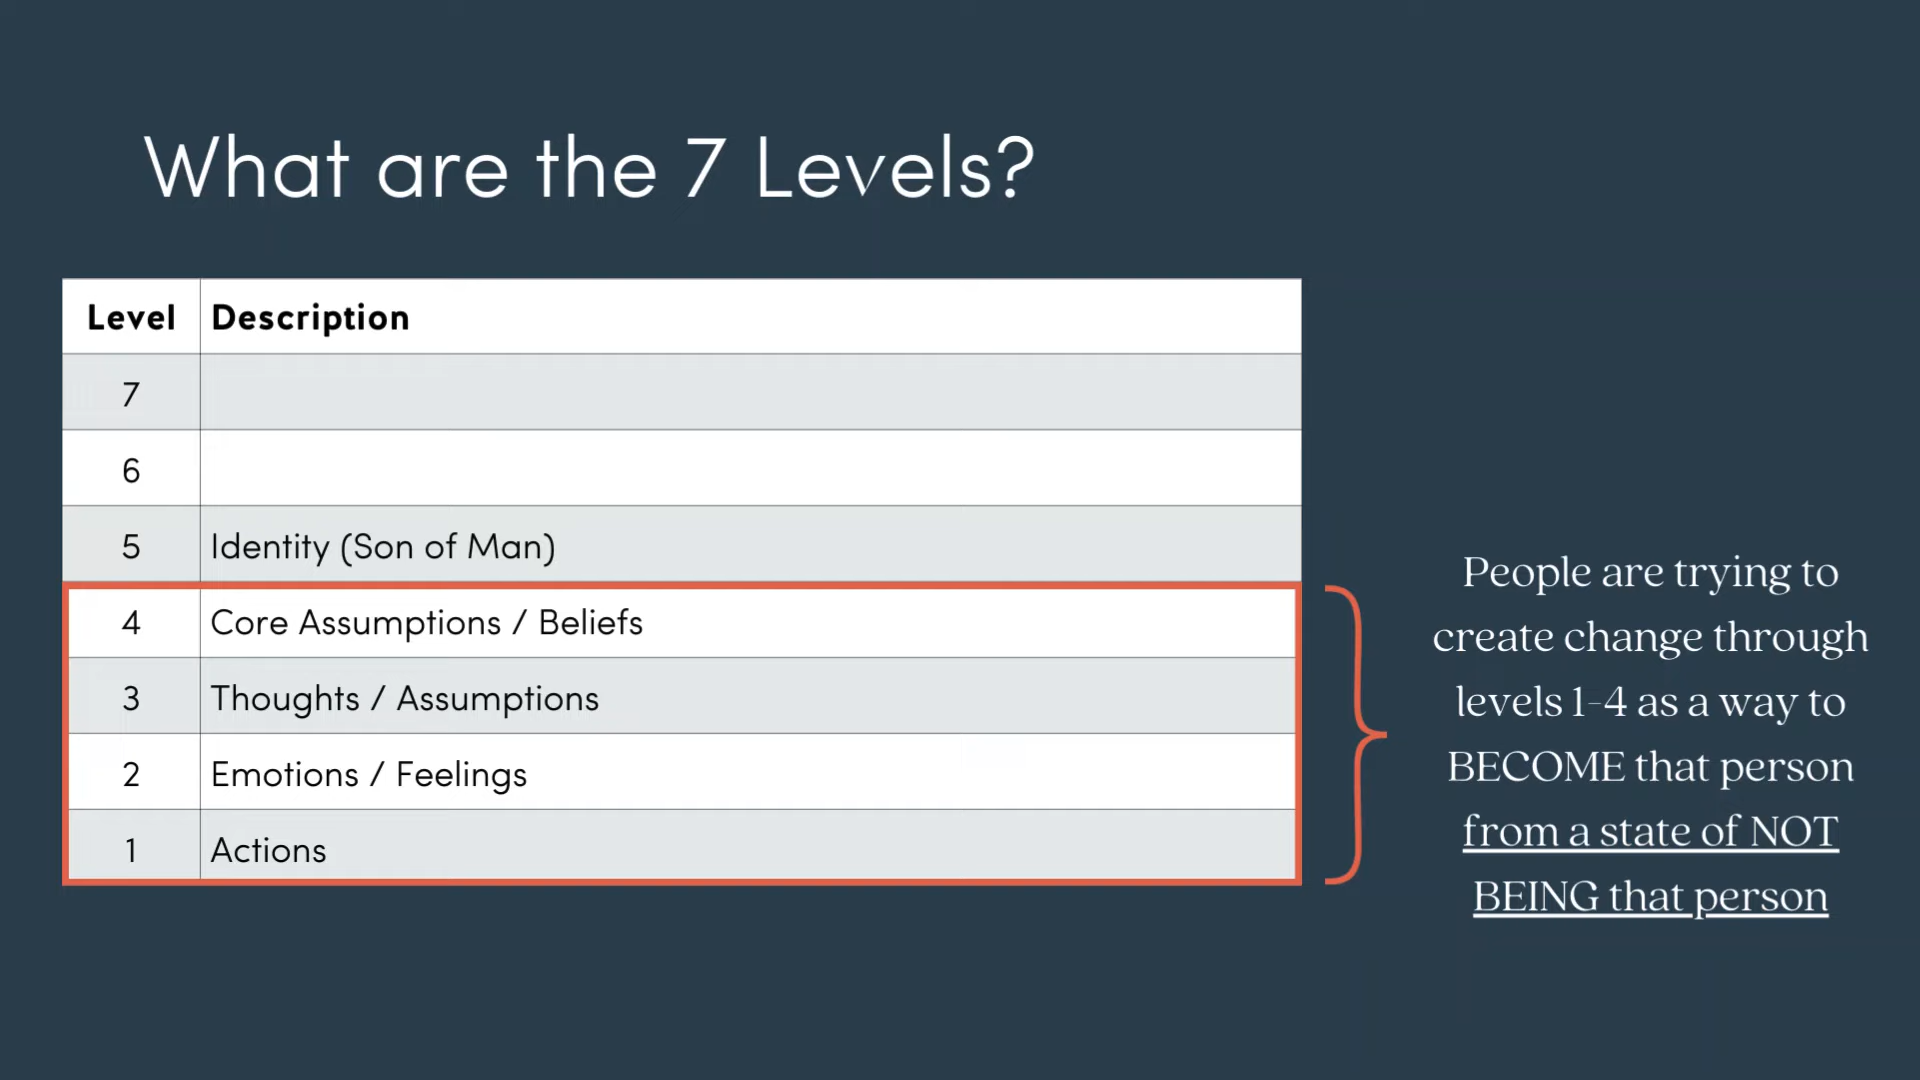 What are the 7 Levels?
Level Description
7
6
5 Identity (Son of Man)
4 Core Assumptions / Beliefs
3 Thoughts / Assumptions
2 Emotions / Feelings
1 Actions
People are trying to
create change through
levels 1-4 as a way to
BECOME that person
from a state of NOT
BEING that person